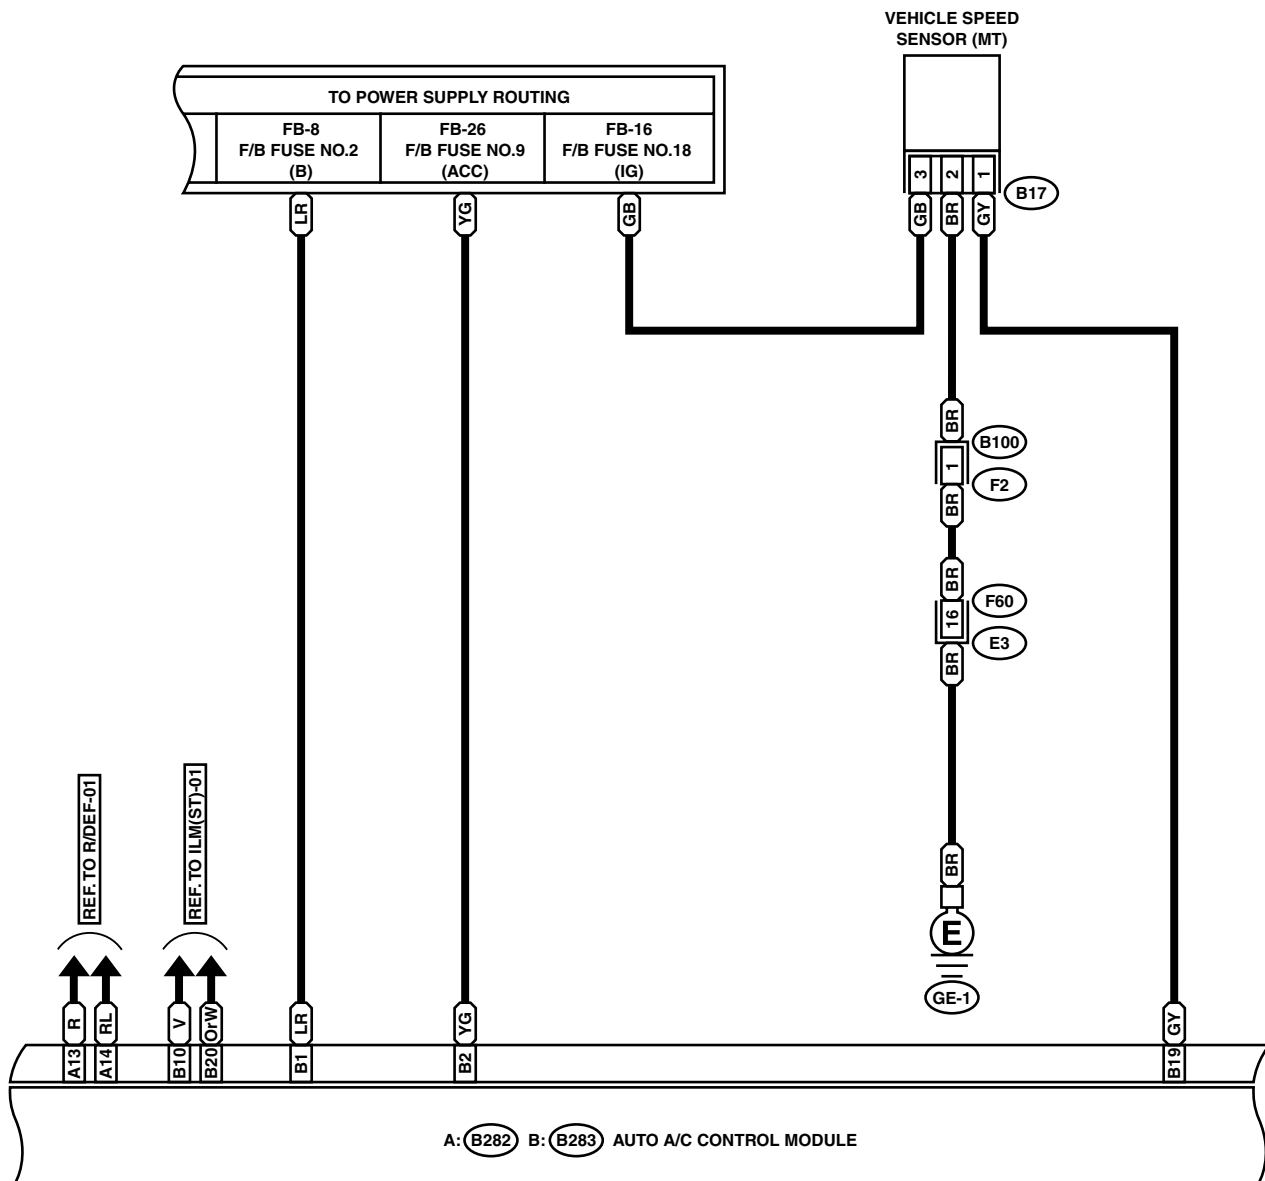 VEHICLE SPEED
SENSOR (MT)
TO POWER SUPPLY ROUTING
FB-8
F/B FUSE NO.2
(B)
FB-26
F/B FUSE NO.9
(ACC)
FB-16
F/B FUSE NO.18
(IG)
3
2
1
B17
LR
YG
GB
GB
BR
GY
BR
B100
1
F2
BR
BR
F60
16
E3
BR
REF. TO R/DEF-01
REF. TO ILM(ST)-01
BR
E
GE-1
R
RL
V
OrW
LR
YG
GY
A13
A14
B10
B20
B1
B2
B19
A: B282 B: B283 AUTO A/C CONTROL MODULE